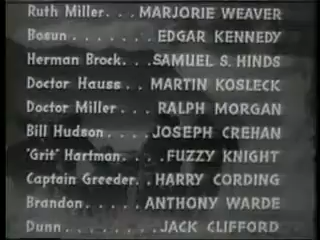 Ruth Miller . . . MARJORIE WEAVER
Bosun . . . . . . . EDGAR KENNEDY
Herman Brock . . . SAMUEL S. HINDS
Doctor Hauss . . MARTIN KOSLECK
Doctor Miller . . . . RALPH MORGAN
Bill Hudson . . . . . JOSEPH CREHAN
"Grit" Hartman . . . . FUZZY KNIGHT
Captain Greeder . . HARRY CORDING
Brandon . . . . . ANTHONY WARDE
Dunn . . . . . . . . JACK CLIFFORD